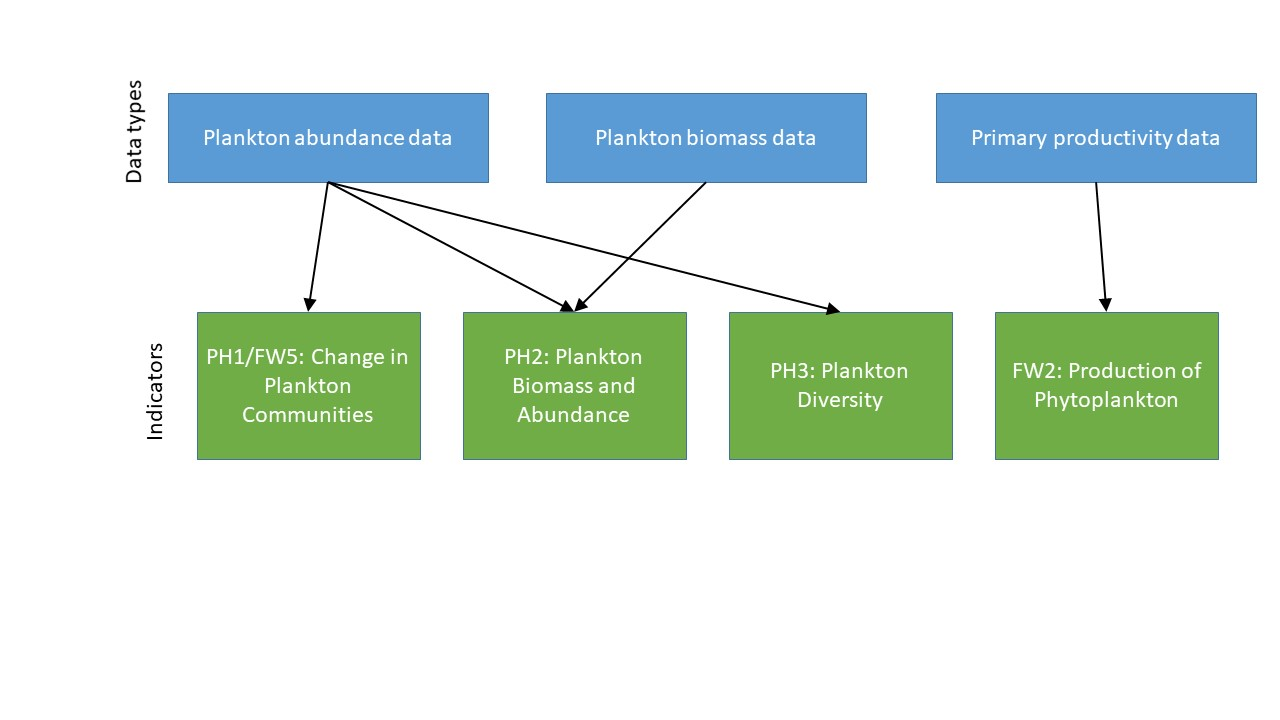 Data types
Plankton abundance data
Plankton biomass data
Primary productivity data
Indicators
PH1/FW5: Change in
Plankton
Communities
PH2: Plankton
Biomass and
Abundance
PH3: Plankton
Diversity
FW2: Production of
Phytoplankton